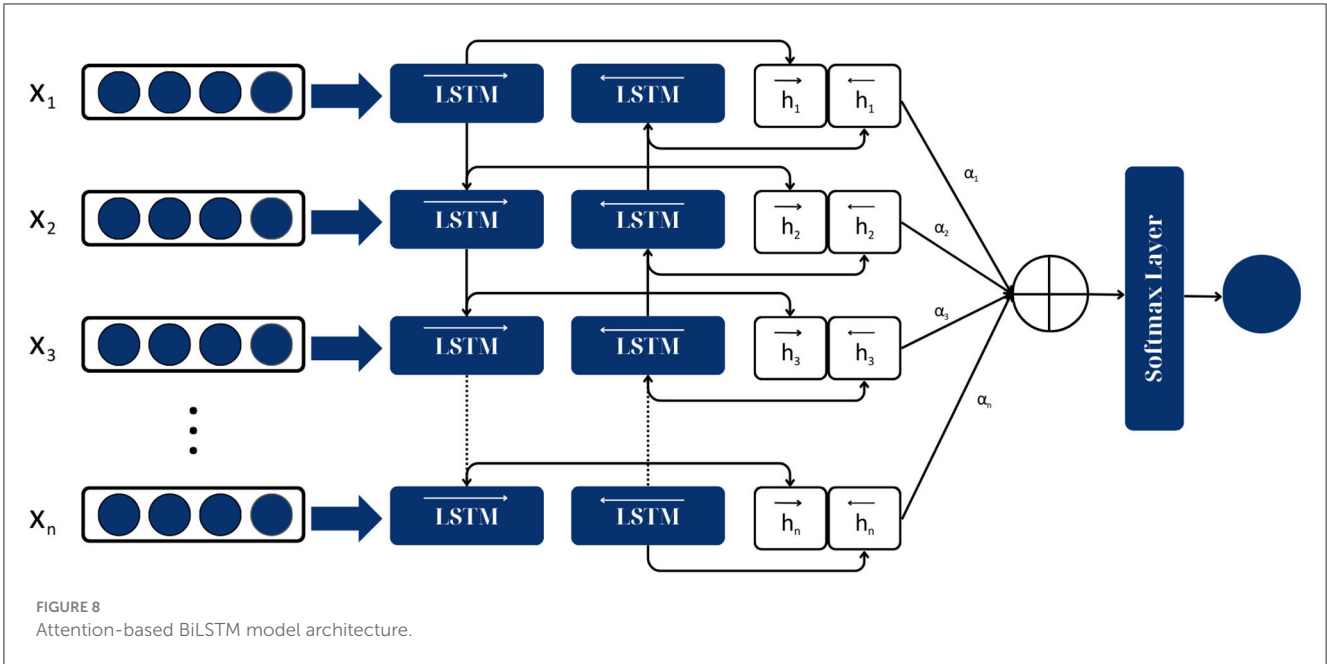 X₁ LSTM LSTM h₁ h₁
α₁
X₂ LSTM LSTM h₂ h₂ α₂
Softmax Layer
X₃ LSTM LSTM h₃ h₃ α₃
αₙ
Xₙ LSTM LSTM hₙ hₙ
FIGURE 8
Attention-based BiLSTM model architecture.